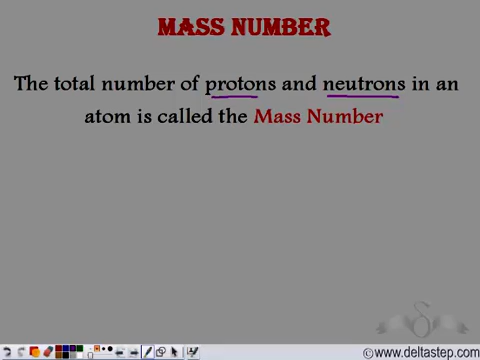 MASS NUMBER
The total number of protons and neutrons in an
atom is called the Mass Number
©www.deltastep.com